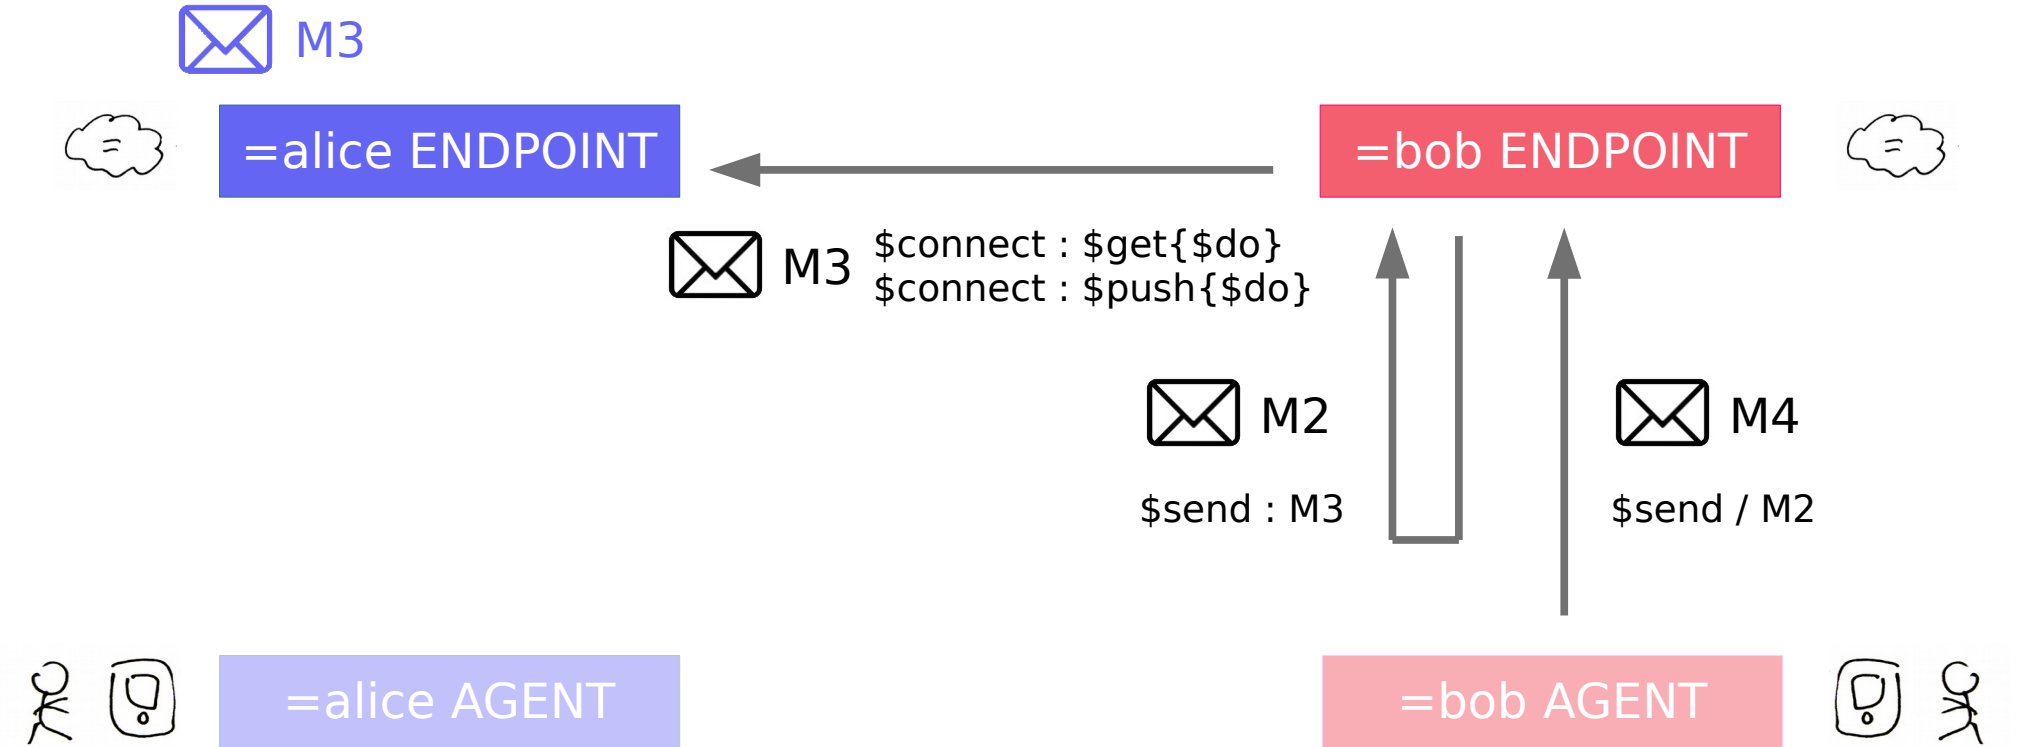 M3
=alice ENDPOINT
=bob ENDPOINT
M3
$connect : $get{$do}
$connect : $push{$do}
M2
M4
$send : M3
$send / M2
=alice AGENT
=bob AGENT